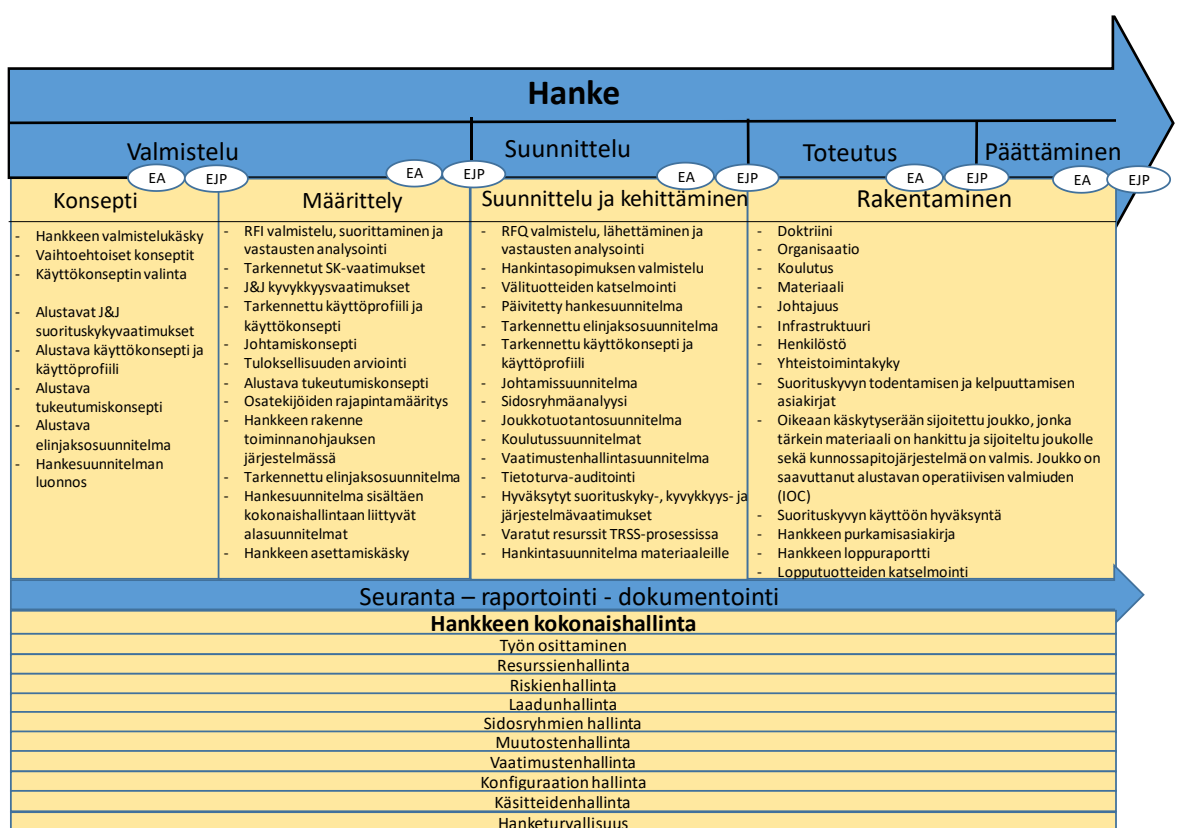 Hanke
Valmistelu
Suunnittelu
Toteutus
Päättäminen
EA
EJP
EA
EJP
EA
EJP
EA
EJP
EA
EJP
Konsepti
- Hankkeen valmistelukäsky
- Vaihtoehtoiset konseptit
- Käyttökonseptin valinta
- Alustavat J&J
suorituskykyvaatimukset
- Alustava käyttökonsepti ja
käyttöprofiili
- Alustava
tukeutumiskonsepti
- Alustava
elinjaksosuunnitelma
- Hankesuunnitelman
luonnos
Määrittely
- RFI valmistelu, suorittaminen ja
vastausten analysointi
- Tarkennetut SK-vaatimukset
- J&J kyvykkyysvaatimukset
- Tarkennettu käyttöprofiili ja
käyttökonsepti
- Johtamiskonsepti
- Tuloksellisuuden arviointi
- Alustava tukeutumiskonsepti
- Osatekijöiden rajapintamääritys
- Hankkeen rakenne
toiminnanohjauksen
järjestelmässä
- Tarkennettu elinjaksosuunnitelma
- Hankesuunnitelma sisältäen
kokonaishallintaan liittyvät
alasuunnitelmat
- Hankkeen asettamiskäsky
Suunnittelu ja kehittäminen
- RFQ valmistelu, lähettäminen ja
vastausten analysointi
- Hankintasopimuksen valmistelu
- Välituotteiden katselmointi
- Päivitetty hankesuunnitelma
- Tarkennettu elinjaksosuunnitelma
- Tarkennettu käyttökonsepti ja
käyttöprofiili
- Johtamissuunnitelma
- Sidosryhmäanalyysi
- Joukkotuotantosuunnitelma
- Koulutussuunnitelmat
- Vaatimustenhallintasuunnitelma
- Tietoturva-auditointi
- Hyväksytyt suorituskyky-, kyvykkyys- ja
järjestelmävaatimukset
- Varatut resurssit TRSS-prosessissa
- Hankintasuunnitelma materiaaleille
Rakentaminen
- Doktriini
- Organisaatio
- Koulutus
- Materiaali
- Johtajuus
- Infrastruktuuri
- Henkilöstö
- Yhteistoimintakyky
- Suorituskyvyn todentamisen ja kelpuuttamisen
asiakirjat
- Oikeaan käskytyserään sijoitettu joukko, jonka
tärkein materiaali on hankittu ja sijoiteltu joukolle
sekä kunnossapitojärjestelmä on valmis. Joukko on
saavuttanut alustavan operatiivisen valmiuden
(IOC)
- Suorituskyvyn käyttöön hyväksyntä
- Hankkeen purkamisasiakirja
- Hankkeen loppuraportti
- Lopputuotteiden katselmointi
Seuranta – raportointi - dokumentointi
Hankkeen kokonaishallinta
Työn osittaminen
Resurssienhallinta
Riskienhallinta
Laadunhallinta
Sidosryhmien hallinta
Muutostenhallinta
Vaatimustenhallinta
Konfiguraation hallinta
Käsitteidenhallinta
Hanketurvallisuus